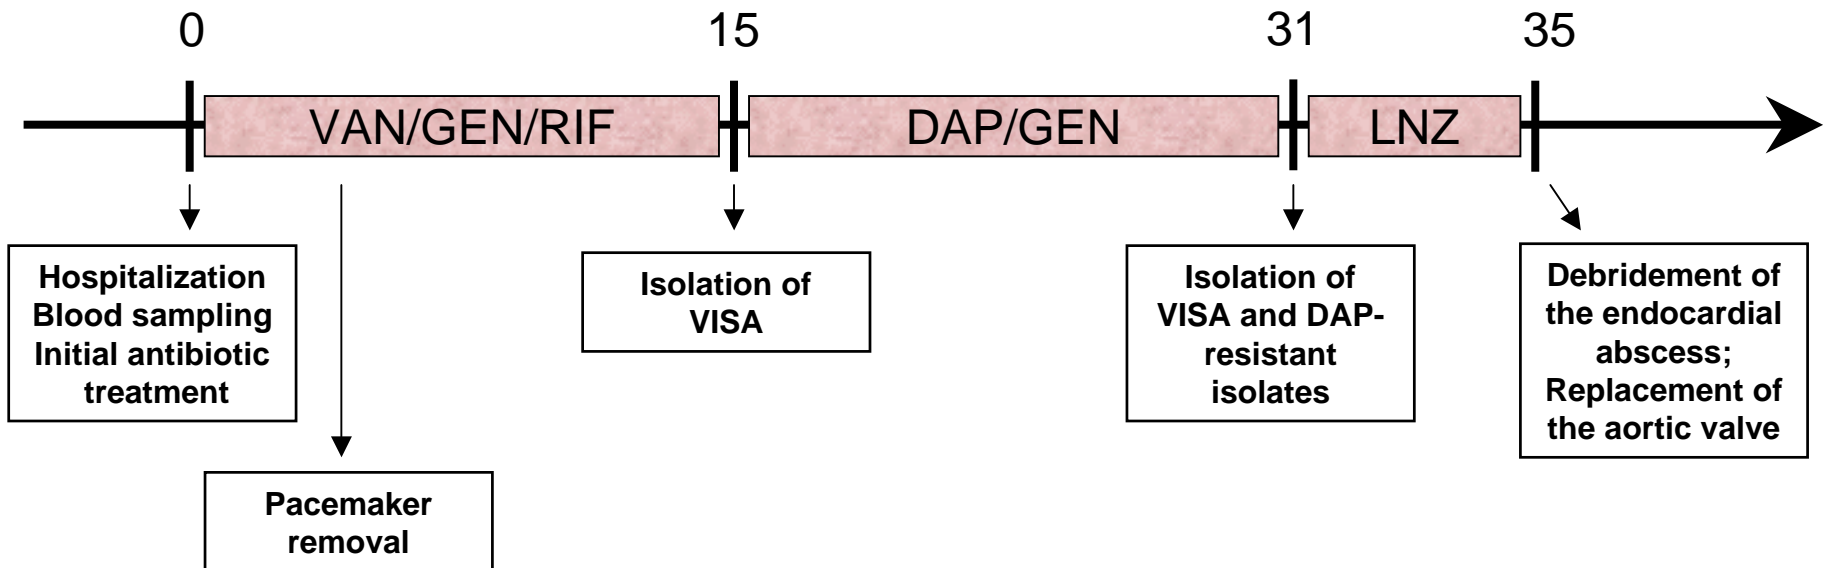 0
15
31
35
VAN/GEN/RIF
DAP/GEN
LNZ
Hospitalization
Blood sampling
Initial antibiotic
treatment
Pacemaker
removal
Isolation of
VISA
Isolation of
VISA and DAP-
resistant
isolates
Debridement of
the endocardial
abscess;
Replacement of
the aortic valve